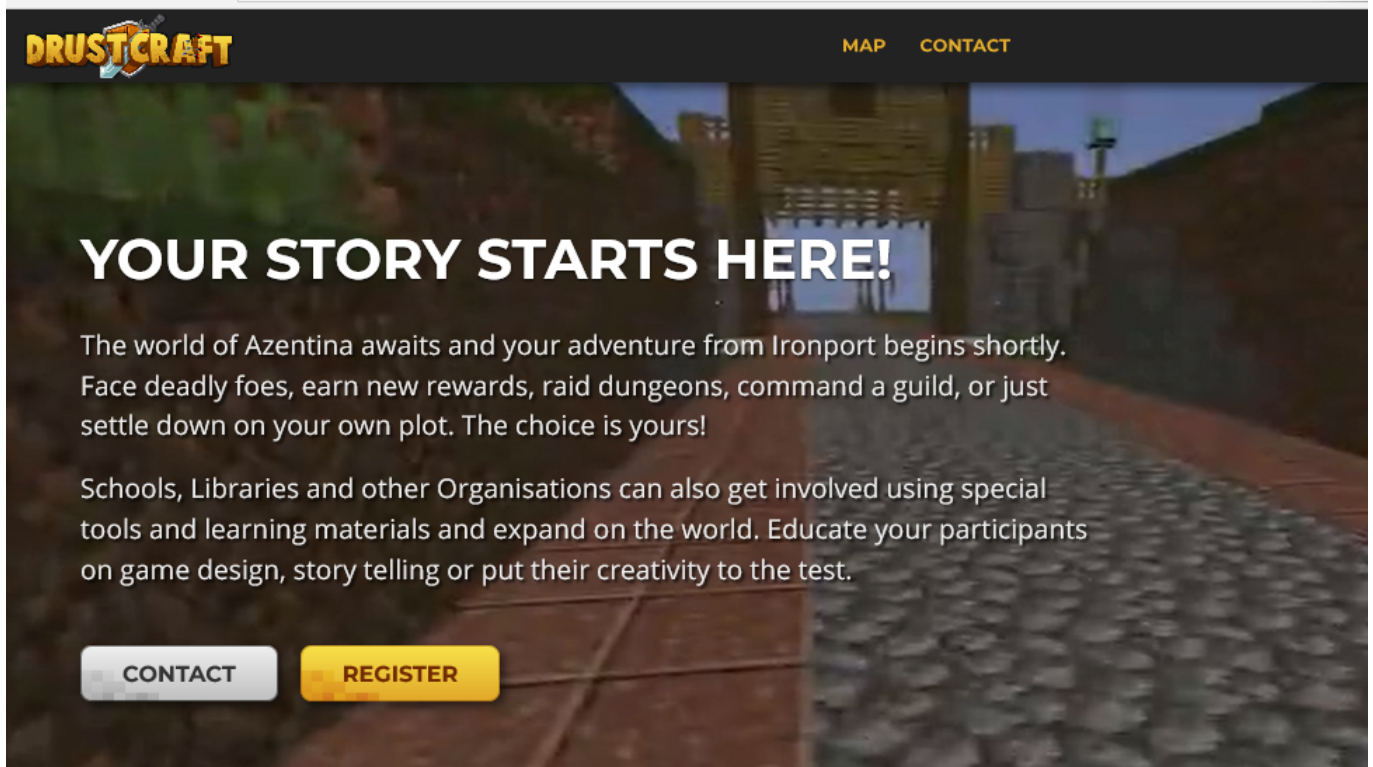 DRUSTCRAFT
MAP CONTACT
YOUR STORY STARTS HERE!
The world of Azentina awaits and your adventure from Ironport begins shortly.
Face deadly foes, earn new rewards, raid dungeons, command a guild, or just
settle down on your own plot. The choice is yours!
Schools, Libraries and other Organisations can also get involved using special
tools and learning materials and expand on the world. Educate your participants
on game design, story telling or put their creativity to the test.
CONTACT REGISTER